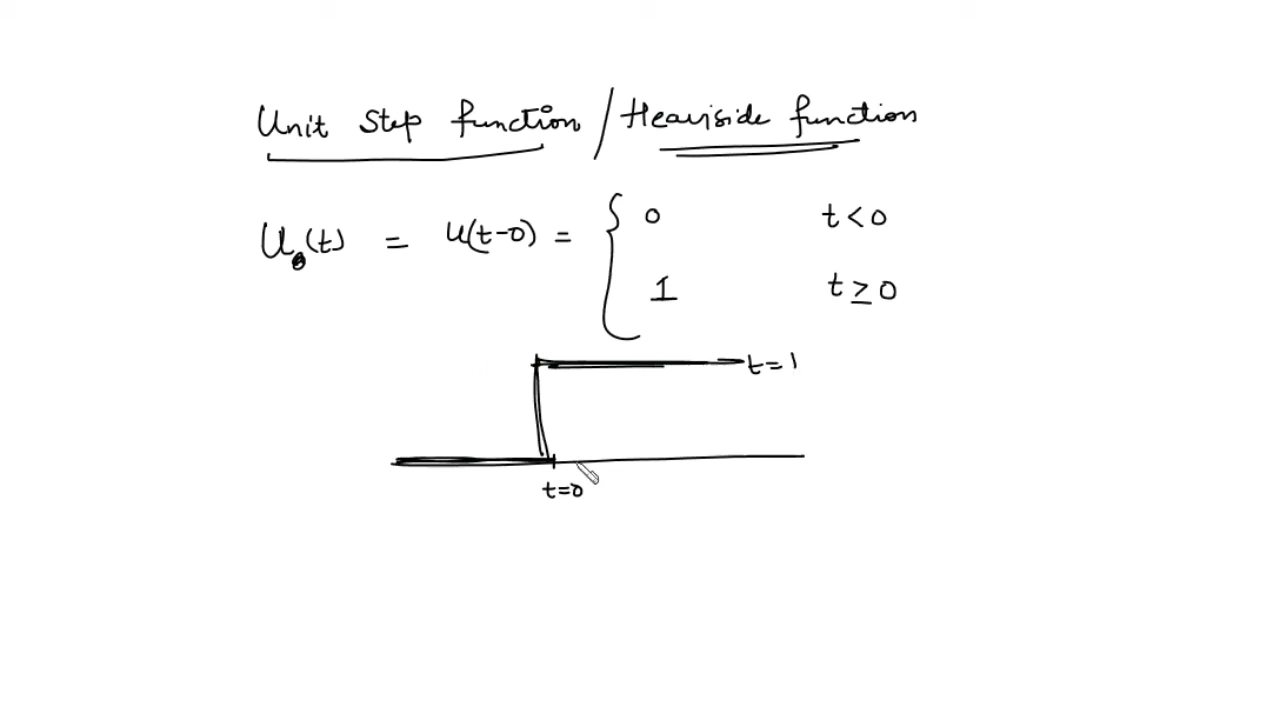 Unit Step function / Heaviside function
U₀(t) = u(t-0) = { 0 t < 0
1 t ≥ 0
t=1
t=0